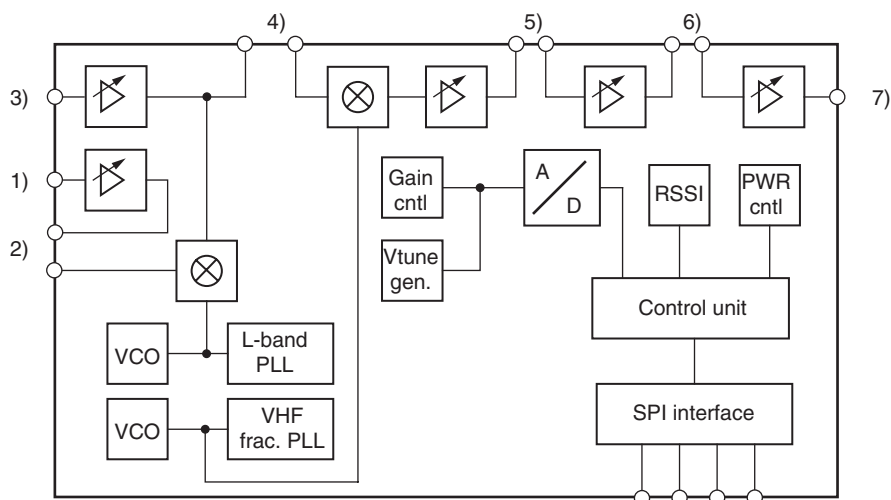 4)
5)
6)
3)
7)
1)
2)
Gain
cntl
A
D
RSSI
PWR
cntl
Vtune
gen.
Control unit
VCO
L-band
PLL
VCO
VHF
frac. PLL
SPI interface